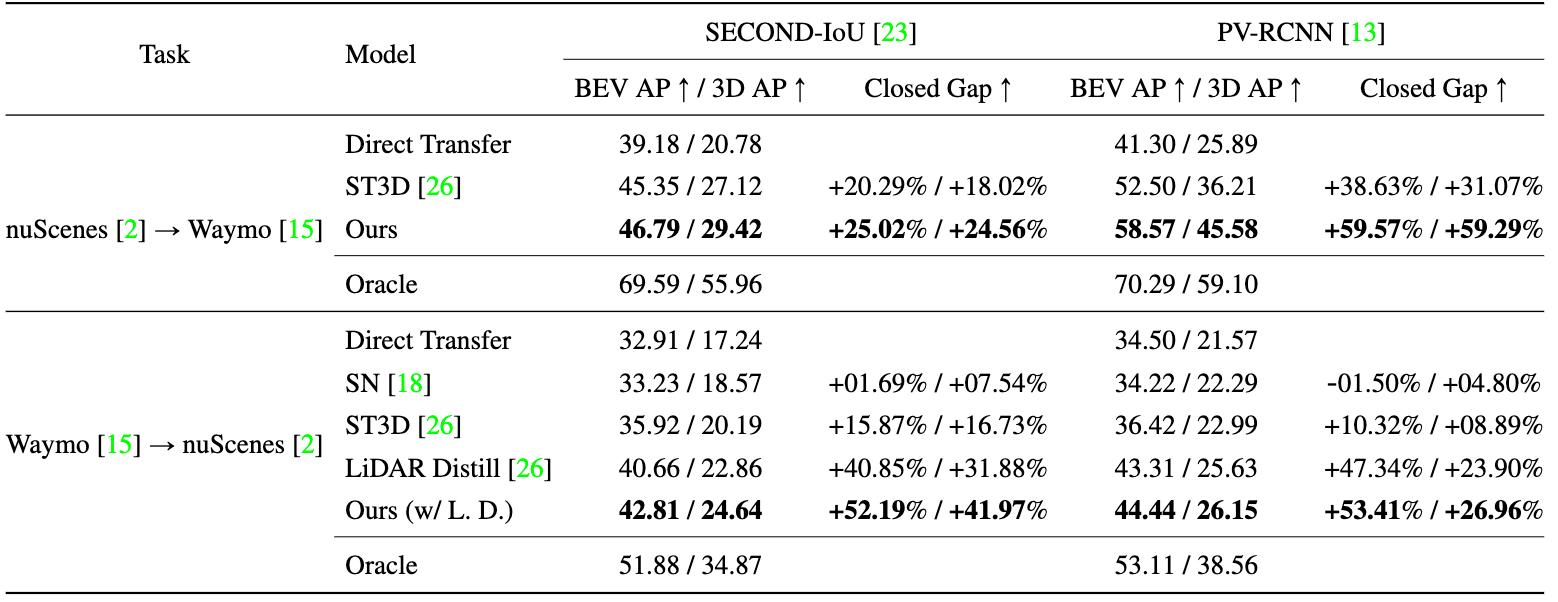 Task Model SECOND-IoU [23] PV-RCNN [13]
BEV AP ↑ / 3D AP ↑ Closed Gap ↑ BEV AP ↑ / 3D AP ↑ Closed Gap ↑
Direct Transfer 39.18 / 20.78 41.30 / 25.89
ST3D [26] 45.35 / 27.12 +20.29% / +18.02% 52.50 / 36.21 +38.63% / +31.07%
nuScenes [2] → Waymo [15] Ours 46.79 / 29.42 +25.02% / +24.56% 58.57 / 45.58 +59.57% / +59.29%
Oracle 69.59 / 55.96 70.29 / 59.10
Direct Transfer 32.91 / 17.24 34.50 / 21.57
SN [18] 33.23 / 18.57 +01.69% / +07.54% 34.22 / 22.29 -01.50% / +04.80%
ST3D [26] 35.92 / 20.19 +15.87% / +16.73% 36.42 / 22.99 +10.32% / +08.89%
Waymo [15] → nuScenes [2]
LiDAR Distill [26] 40.66 / 22.86 +40.85% / +31.88% 43.31 / 25.63 +47.34% / +23.90%
Ours (w/ L. D.) 42.81 / 24.64 +52.19% / +41.97% 44.44 / 26.15 +53.41% / +26.96%
Oracle 51.88 / 34.87 53.11 / 38.56